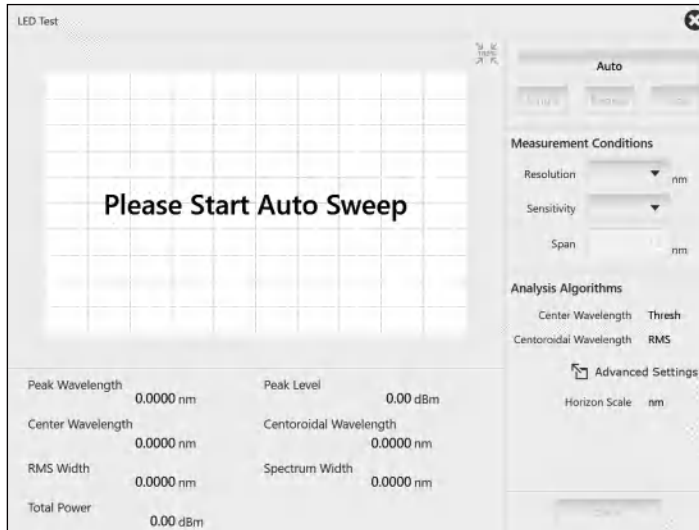 LED Test
Auto
Please Start Auto Sweep
Measurement Conditions
Resolution nm
Sensitivity
Span nm
Analysis Algorithms
Center Wavelength Thresh
Centoroidal Wavelength RMS
Advanced Settings
Horizon Scale nm
Peak Wavelength
0.0000 nm
Peak Level
0.00 dBm
Center Wavelength
0.0000 nm
Centoroidal Wavelength
0.0000 nm
RMS Width
0.0000 nm
Spectrum Width
0.0000 nm
Total Power
0.00 dBm